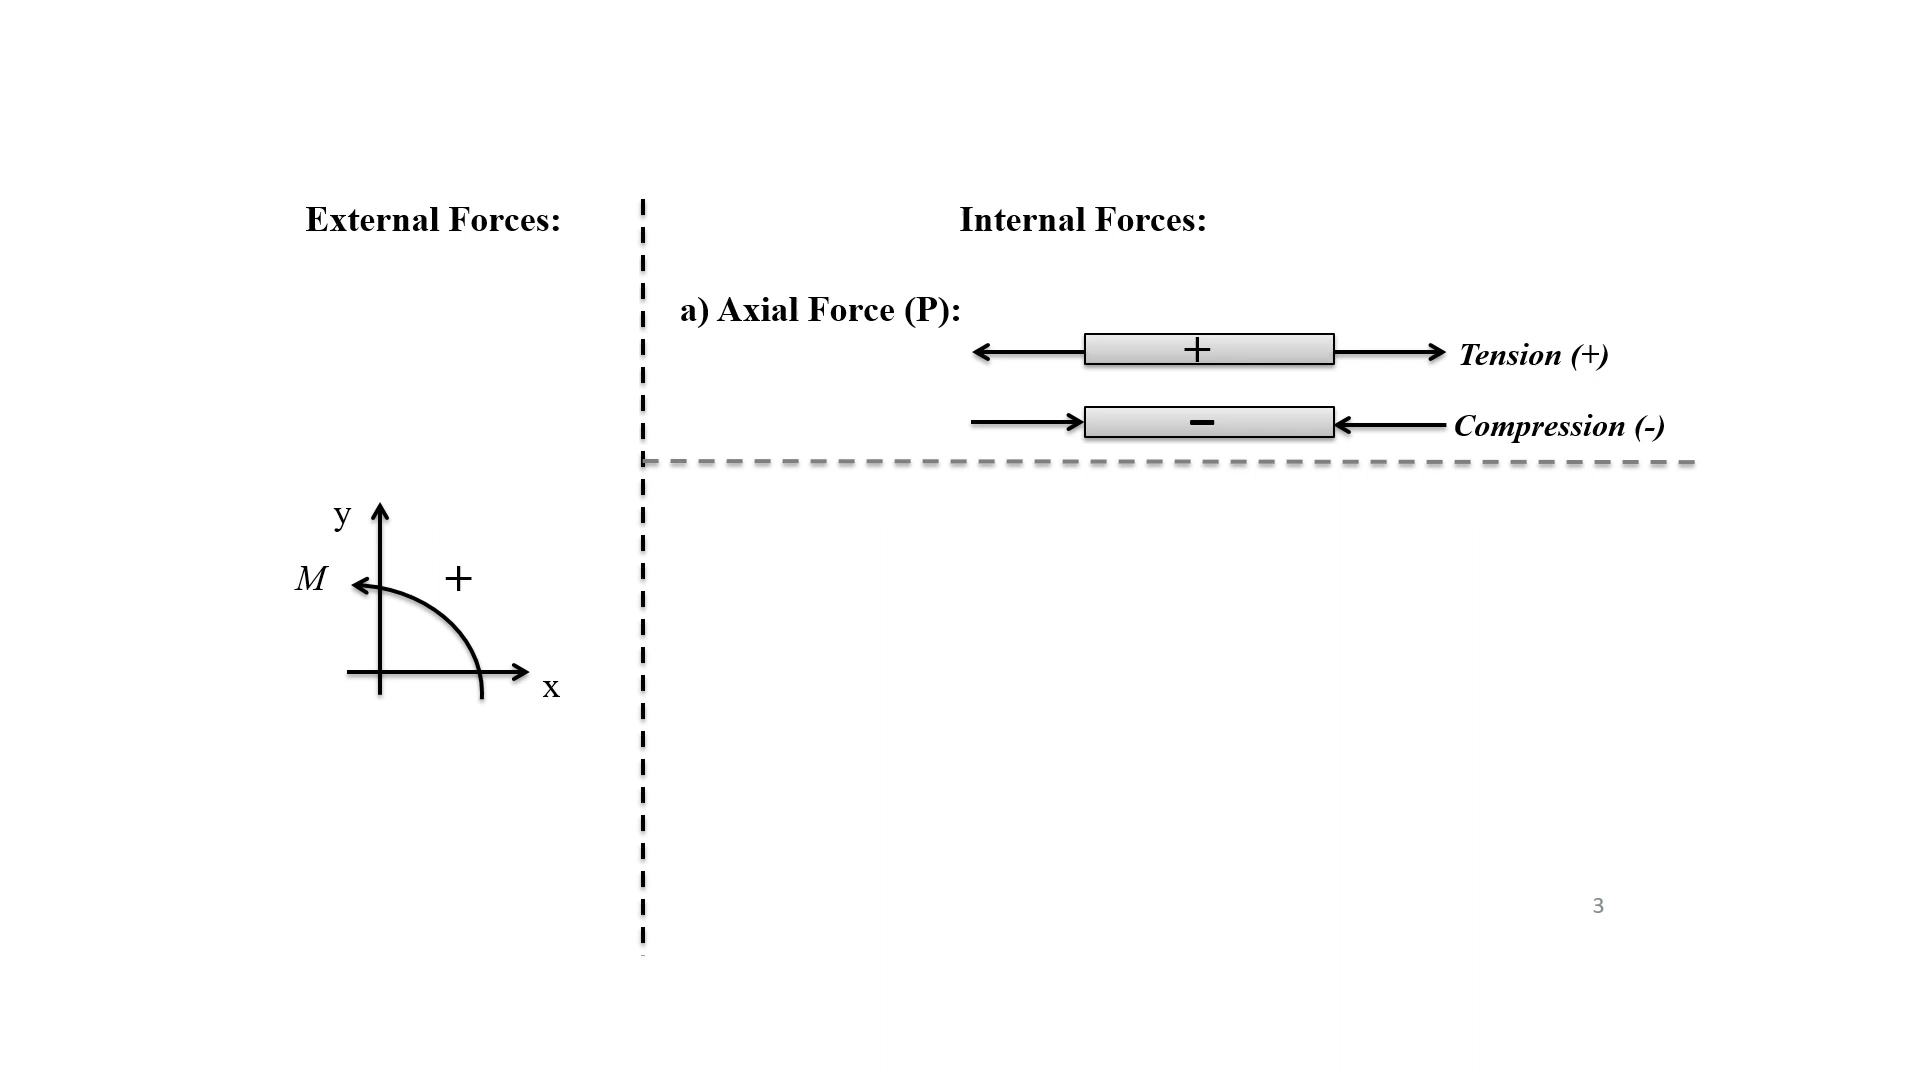 External Forces:
Internal Forces:
a) Axial Force (P):
+
Tension (+)
-
Compression (-)
y
M
+
x
3